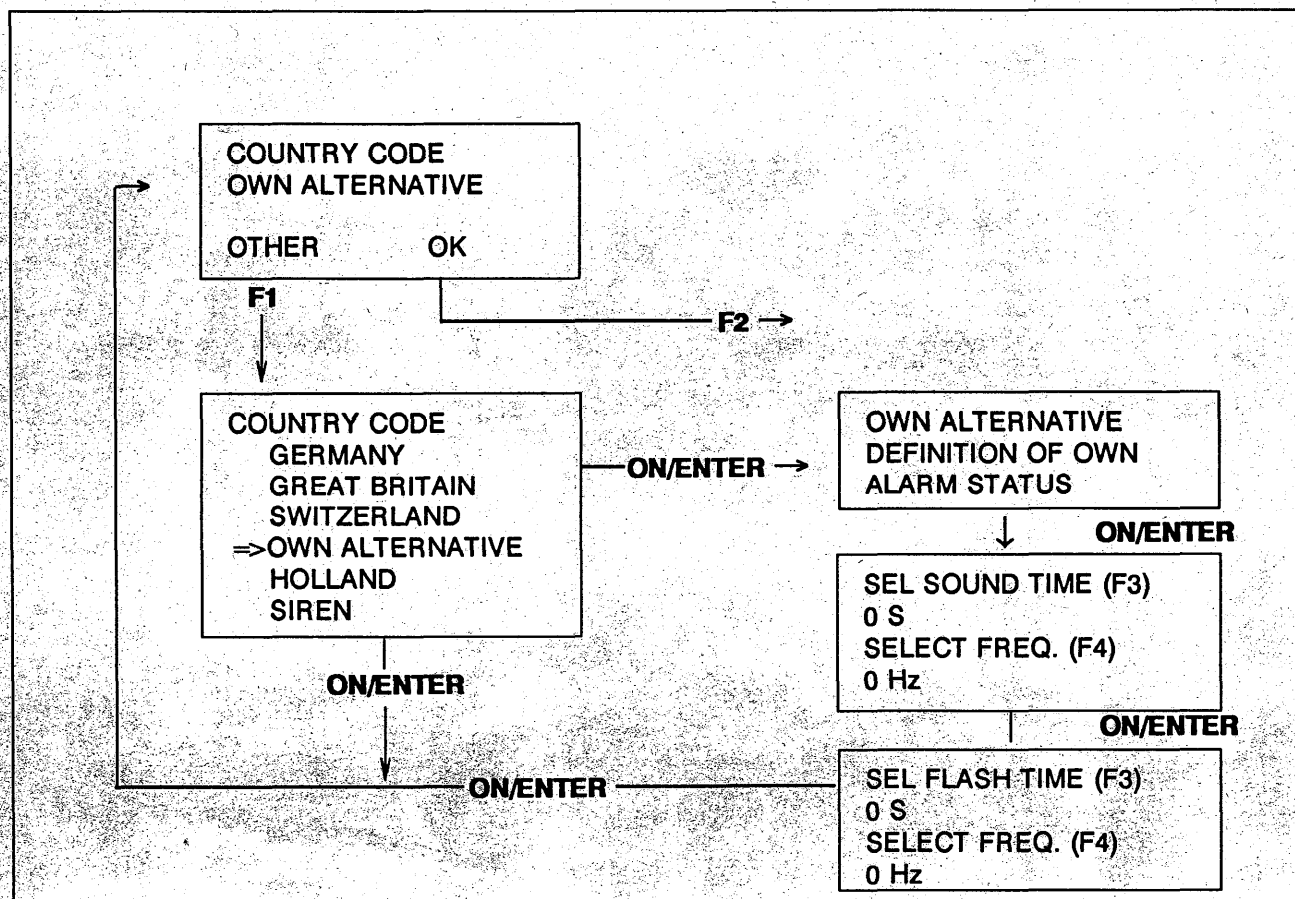 COUNTRY CODE
OWN ALTERNATIVE
OTHER OK
F1
F2 →
COUNTRY CODE
GERMANY
GREAT BRITAIN
SWITZERLAND
=>OWN ALTERNATIVE
HOLLAND
SIREN
ON/ENTER →
OWN ALTERNATIVE
DEFINITION OF OWN
ALARM STATUS
ON/ENTER
SEL SOUND TIME (F3)
0 S
SELECT FREQ. (F4)
0 Hz
ON/ENTER
ON/ENTER
SEL FLASH TIME (F3)
0 S
SELECT FREQ. (F4)
0 Hz
ON/ENTER